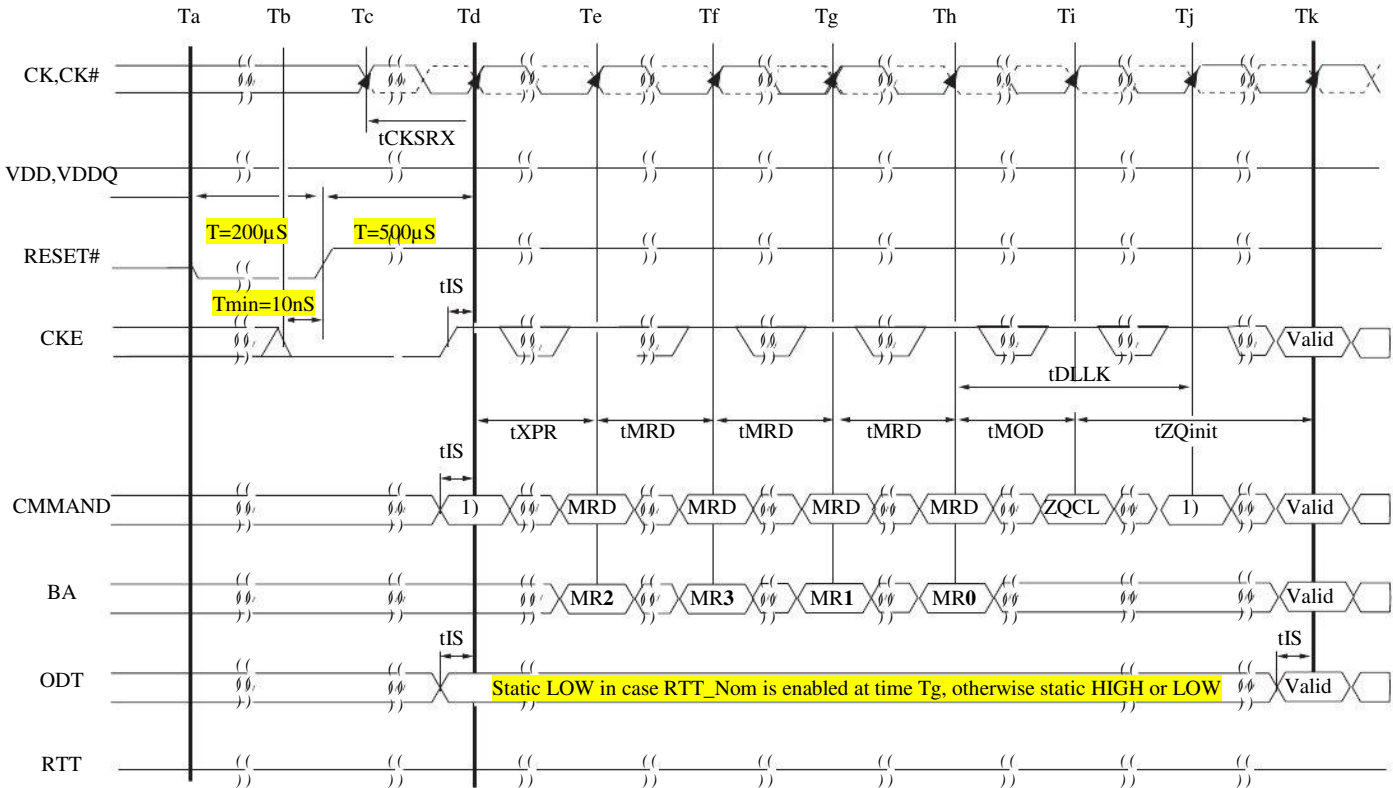 Ta Tb Tc Td Te Tf Tg Th Ti Tj Tk
CK,CK#
tCKSRX
VDD,VDDQ
T=200µS T=500µS
RESET#
Tmin=10nS tIS
CKE Valid
tDLLK
tXPR tMRD tMRD tMRD tMOD tZQinit
tIS
CMMAND 1) MRD MRD MRD MRD ZQCL 1) Valid
BA MR2 MR3 MR1 MR0 Valid
tIS tIS
ODT Static LOW in case RTT_Nom is enabled at time Tg, otherwise static HIGH or LOW Valid
RTT